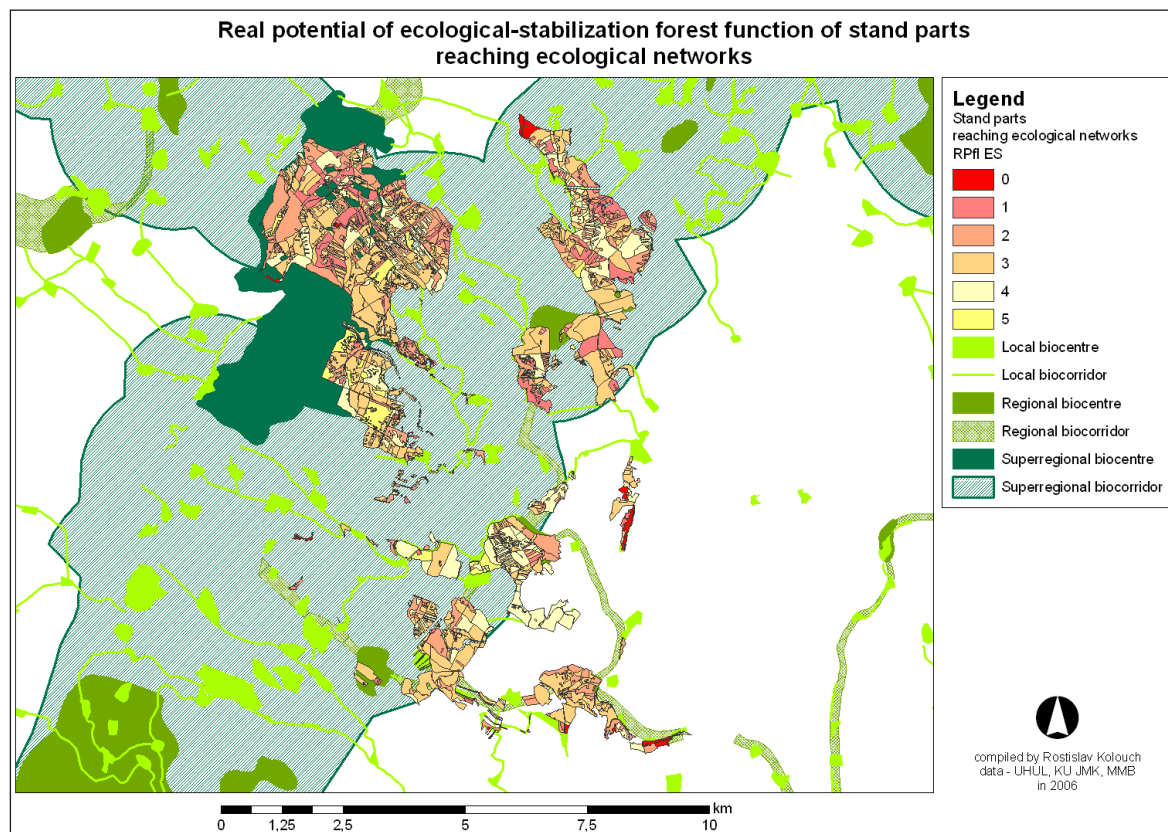 Real potential of ecological-stabilization forest function of stand parts
reaching ecological networks
Legend
Stand parts
reaching ecological networks
RPfl ES
0
1
2
3
4
5
Local biocentre
Local biocorridor
Regional biocentre
Regional biocorridor
Superregional biocentre
Superregional biocorridor
compiled by Rostislav Kolouch
data - UHUL, KU JMK, MMB
in 2006
km
0 1,25 2,5 5 7,5 10